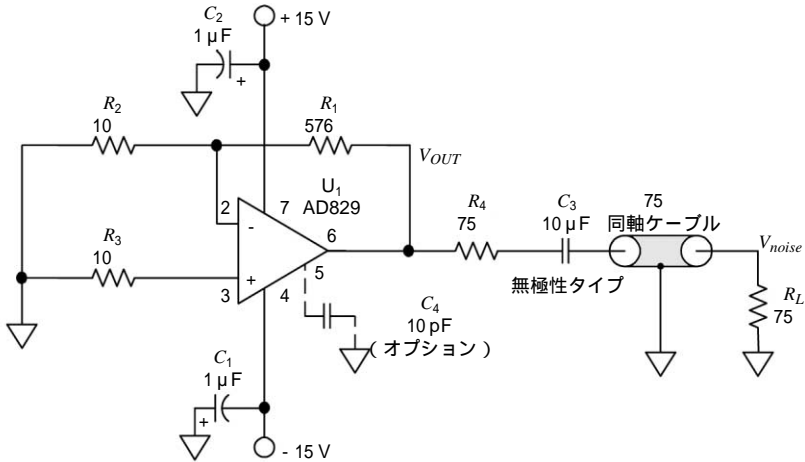 C2
1 µF
+ 15 V
+
R2
10
R1
576
VOUT
U1
AD829
2
7
-
6
R3
10
+
3
4
5
R4
75
C3
10 µF
無極性タイプ
75
同軸ケーブル
Vnoise
RL
75
C4
10 pF
( オプション )
C1
1 µF
+
- 15 V